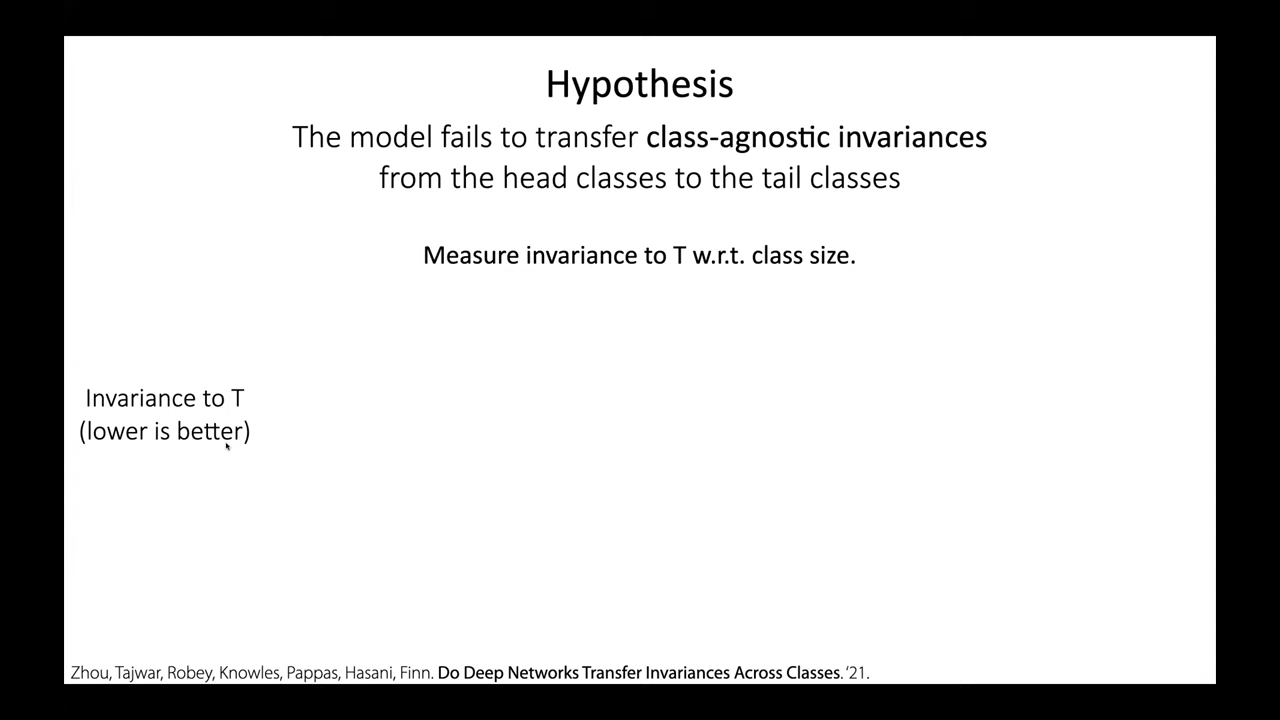 Hypothesis
The model fails to transfer class-agnostic invariances
from the head classes to the tail classes
Measure invariance to T w.r.t. class size.
Invariance to T
(lower is better)
Zhou, Tajwar, Robey, Knowles, Pappas, Hasani, Finn. Do Deep Networks Transfer Invariances Across Classes. ‘21.